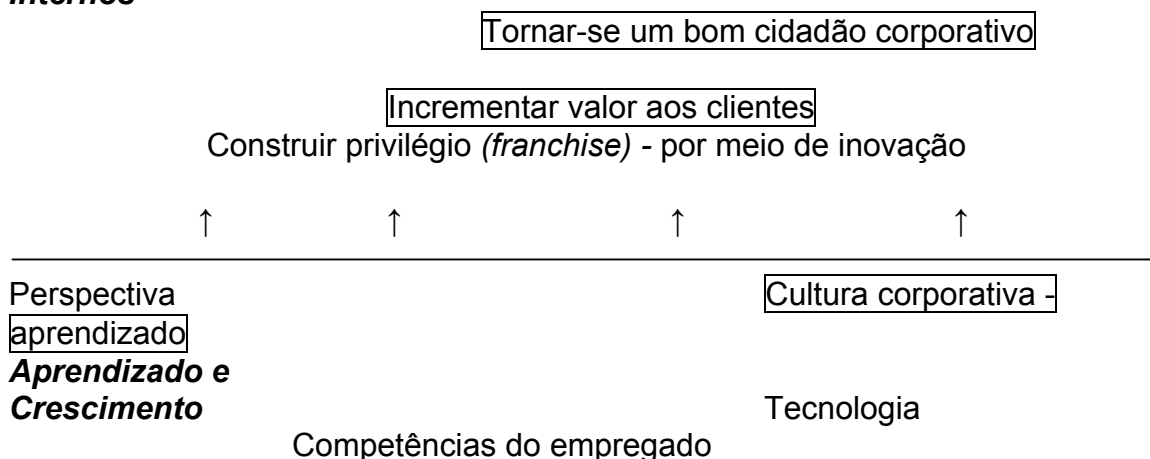 internos
Tornar-se um bom cidadão corporativo
Incrementar valor aos clientes
Construir privilégio (franchise) - por meio de inovação
↑ ↑ ↑ ↑
Perspectiva Cultura corporativa -
aprendizado
Aprendizado e
Crescimento Tecnologia
Competências do empregado